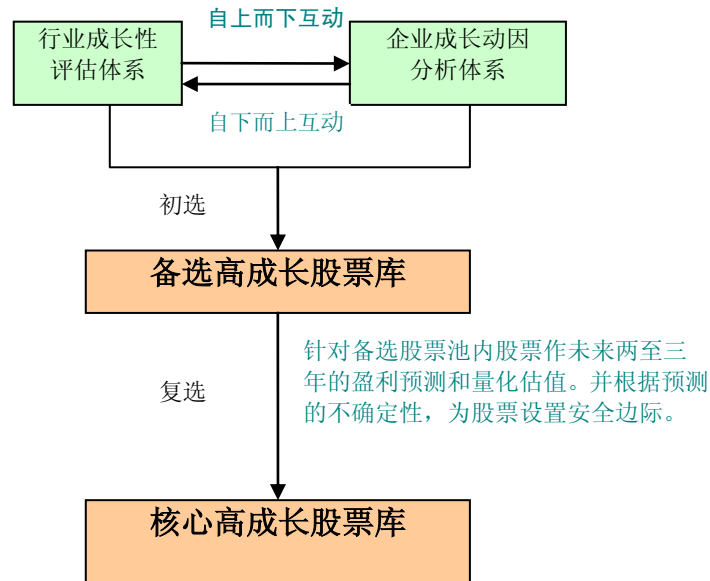 自上而下互动
行业成长性
评估体系
企业成长动因
分析体系
自下而上互动
初选
备选高成长股票库
针对备选股票池内股票作未来两至三
年的盈利预测和量化估值。并根据预测
的不确定性，为股票设置安全边际。
复选
核心高成长股票库